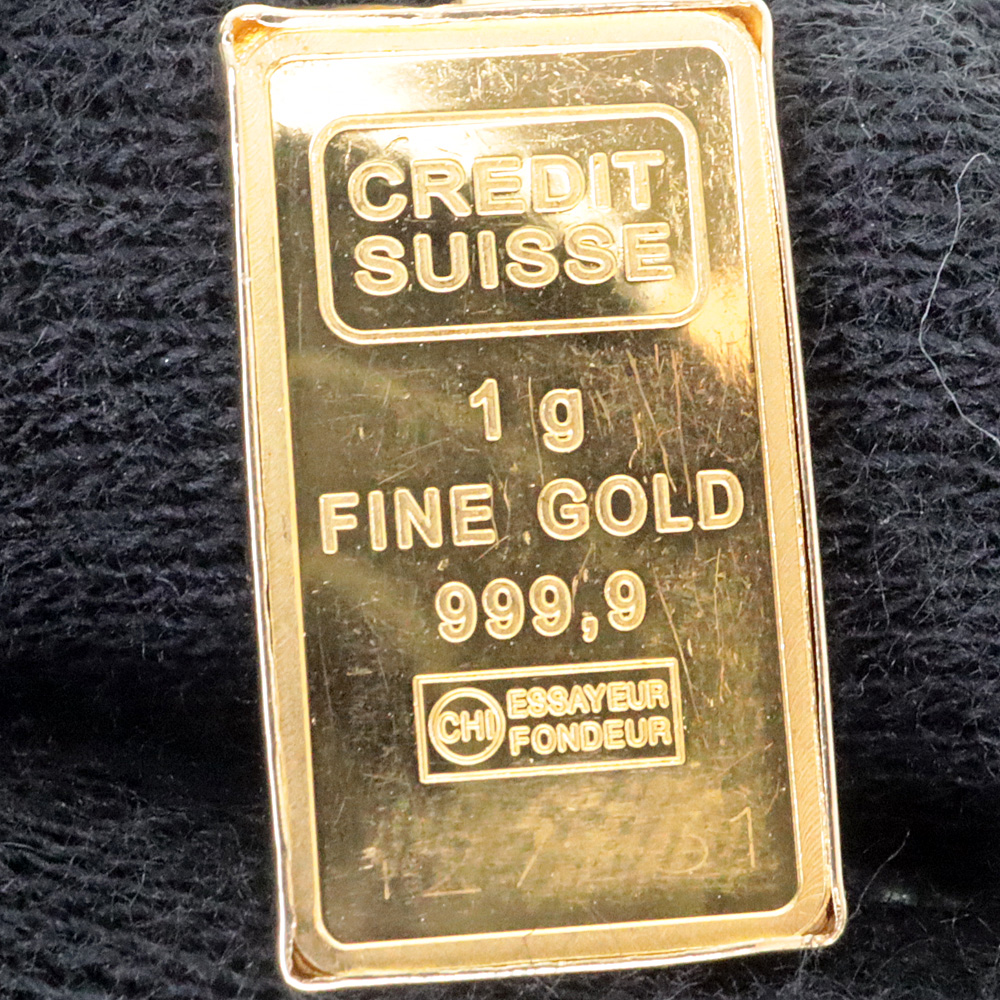 CREDIT
SUISSE
1 g
FINE GOLD
999,9
CHI ESSAYEUR
FONDEUR